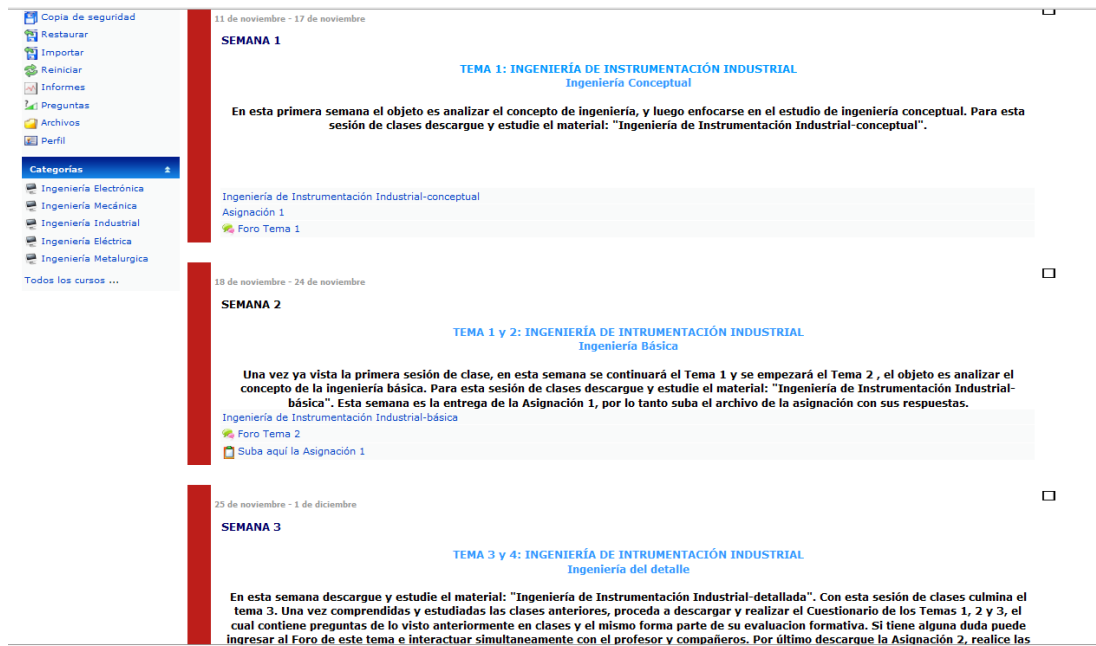 Copia de seguridad
Restaurar
Importar
Reiniciar
Informes
Preguntas
Archivos
Perfil
Categorías
Ingeniería Electrónica
Ingeniería Mecánica
Ingeniería Industrial
Ingeniería Eléctrica
Ingeniería Metalurgica
Todos los cursos ...
11 de noviembre - 17 de noviembre
SEMANA 1
TEMA 1: INGENIERÍA DE INSTRUMENTACIÓN INDUSTRIAL
Ingeniería Conceptual
En esta primera semana el objeto es analizar el concepto de ingeniería, y luego enfocarse en el estudio de ingeniería conceptual. Para esta
sesión de clases descargue y estudie el material: "Ingeniería de Instrumentación Industrial-conceptual".
Ingeniería de Instrumentación Industrial-conceptual
Asignación 1
Foro Tema 1
18 de noviembre - 24 de noviembre
SEMANA 2
TEMA 1 y 2: INGENIERÍA DE INTRUMENTACIÓN INDUSTRIAL
Ingeniería Básica
Una vez ya vista la primera sesión de clase, en esta semana se continuará el Tema 1 y se empezará el Tema 2 , el objeto es analizar el
concepto de la ingeniería básica. Para esta sesión de clases descargue y estudie el material: "Ingeniería de Instrumentación Industrial-
básica". Esta semana es la entrega de la Asignación 1, por lo tanto suba el archivo de la asignación con sus respuestas.
Ingeniería de Instrumentación Industrial-básica
Foro Tema 2
Suba aquí la Asignación 1
25 de noviembre - 1 de diciembre
SEMANA 3
TEMA 3 y 4: INGENIERÍA DE INTRUMENTACIÓN INDUSTRIAL
Ingeniería del detalle
En esta semana descargue y estudie el material: "Ingeniería de Instrumentación Industrial-detallada". Con esta sesión de clases culmina el
tema 3. Una vez comprendidas y estudiadas las clases anteriores, proceda a descargar y realizar el Cuestionario de los Temas 1, 2 y 3, el
cual contiene preguntas de lo visto anteriormente en clases y el mismo forma parte de su evaluacion formativa. Si tiene alguna duda puede
ingresar al Foro de este tema e interactuar simultaneamente con el profesor y compañeros. Por último descargue la Asignación 2, realice las